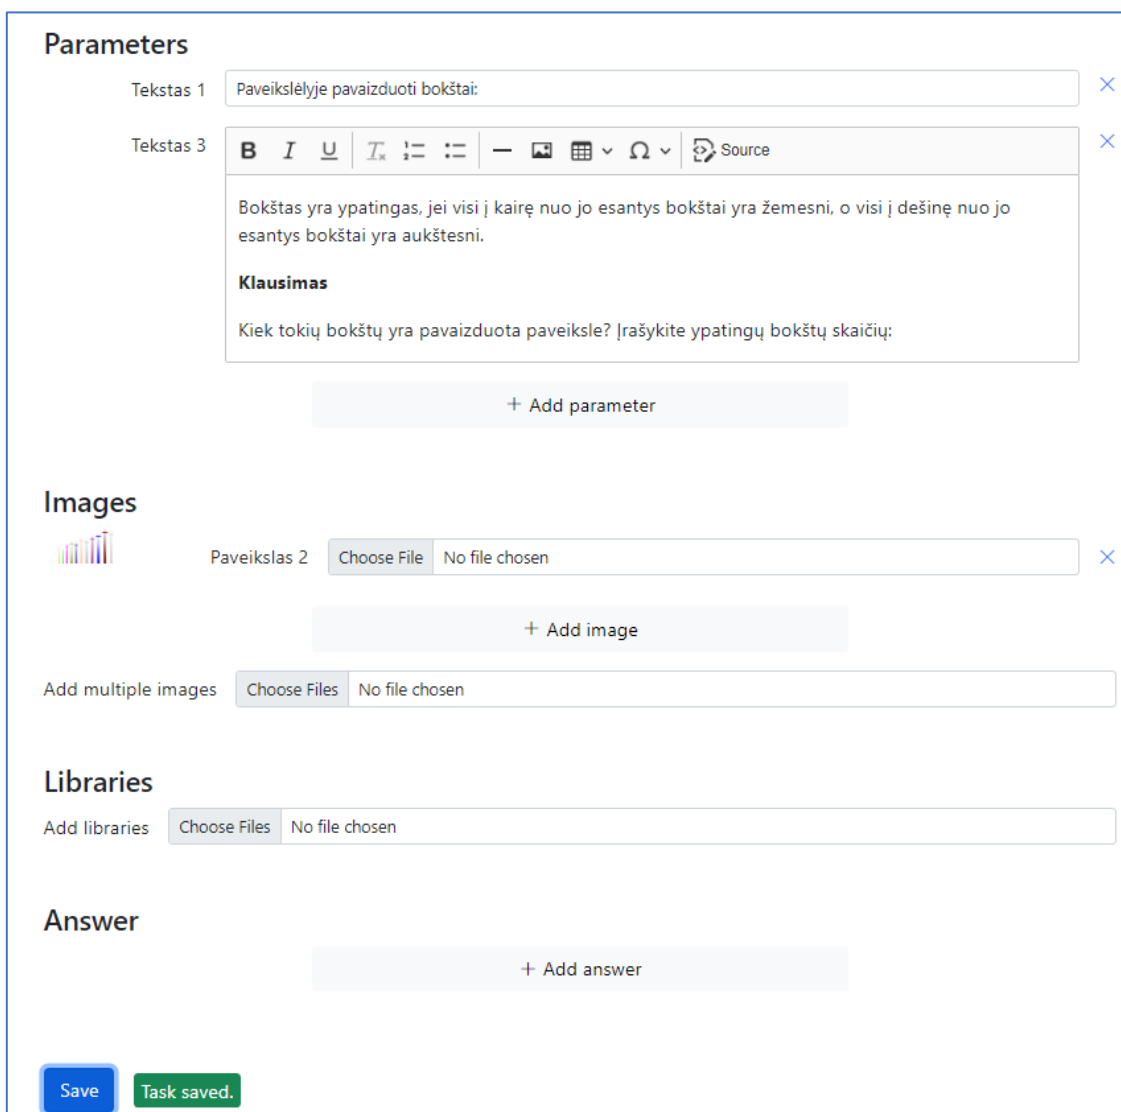 Parameters
Tekstas 1 Paveikslėlyje pavaizduoti bokštai:
Tekstas 3 B I U Tx Ω Source
Bokštas yra ypatingas, jei visi į kairę nuo jo esantys bokštai yra žemesni, o visi į dešinę nuo jo
esantys bokštai yra aukštesni.
Klausimas
Kiek tokių bokštų yra pavaizduota paveiksle? Įrašykite ypatingų bokštų skaičių:
+ Add parameter
Images
Paveikslas 2 Choose File No file chosen
+ Add image
Add multiple images Choose Files No file chosen
Libraries
Add libraries Choose Files No file chosen
Answer
+ Add answer
Save Task saved.